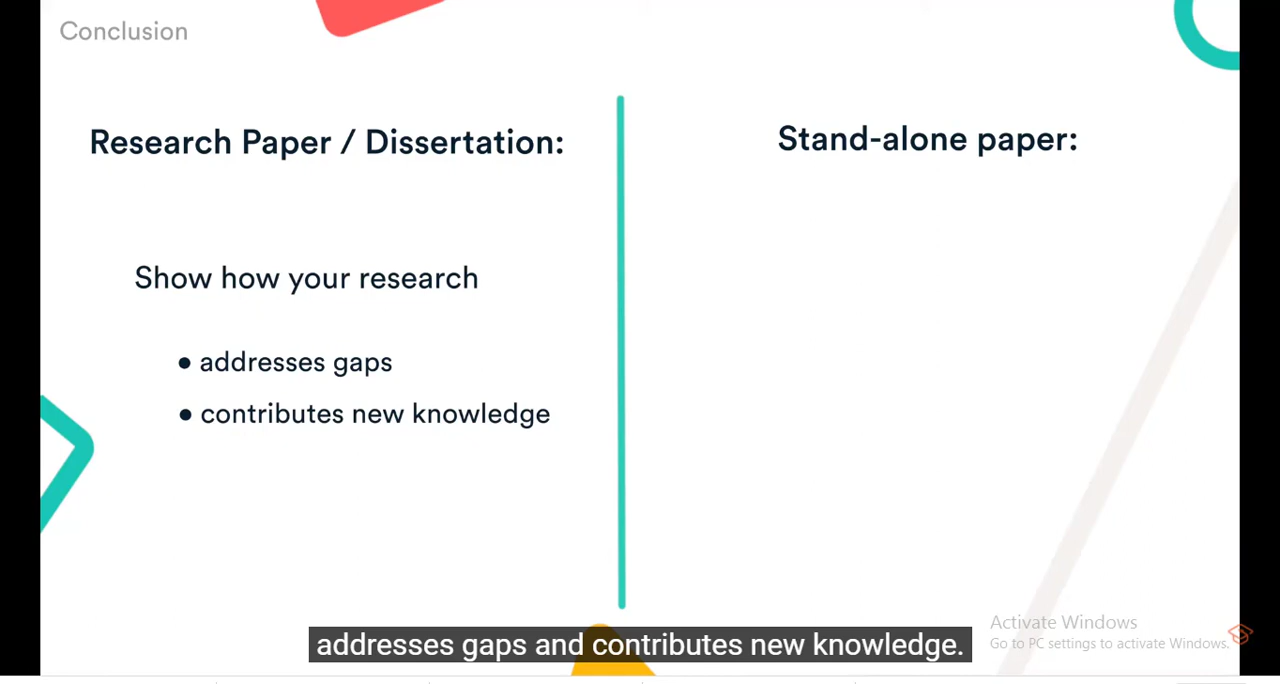 Conclusion
Research Paper / Dissertation:
Show how your research
• addresses gaps
• contributes new knowledge
Stand-alone paper:
addresses gaps and contributes new knowledge.
Activate Windows
Go to PC settings to activate Windows.